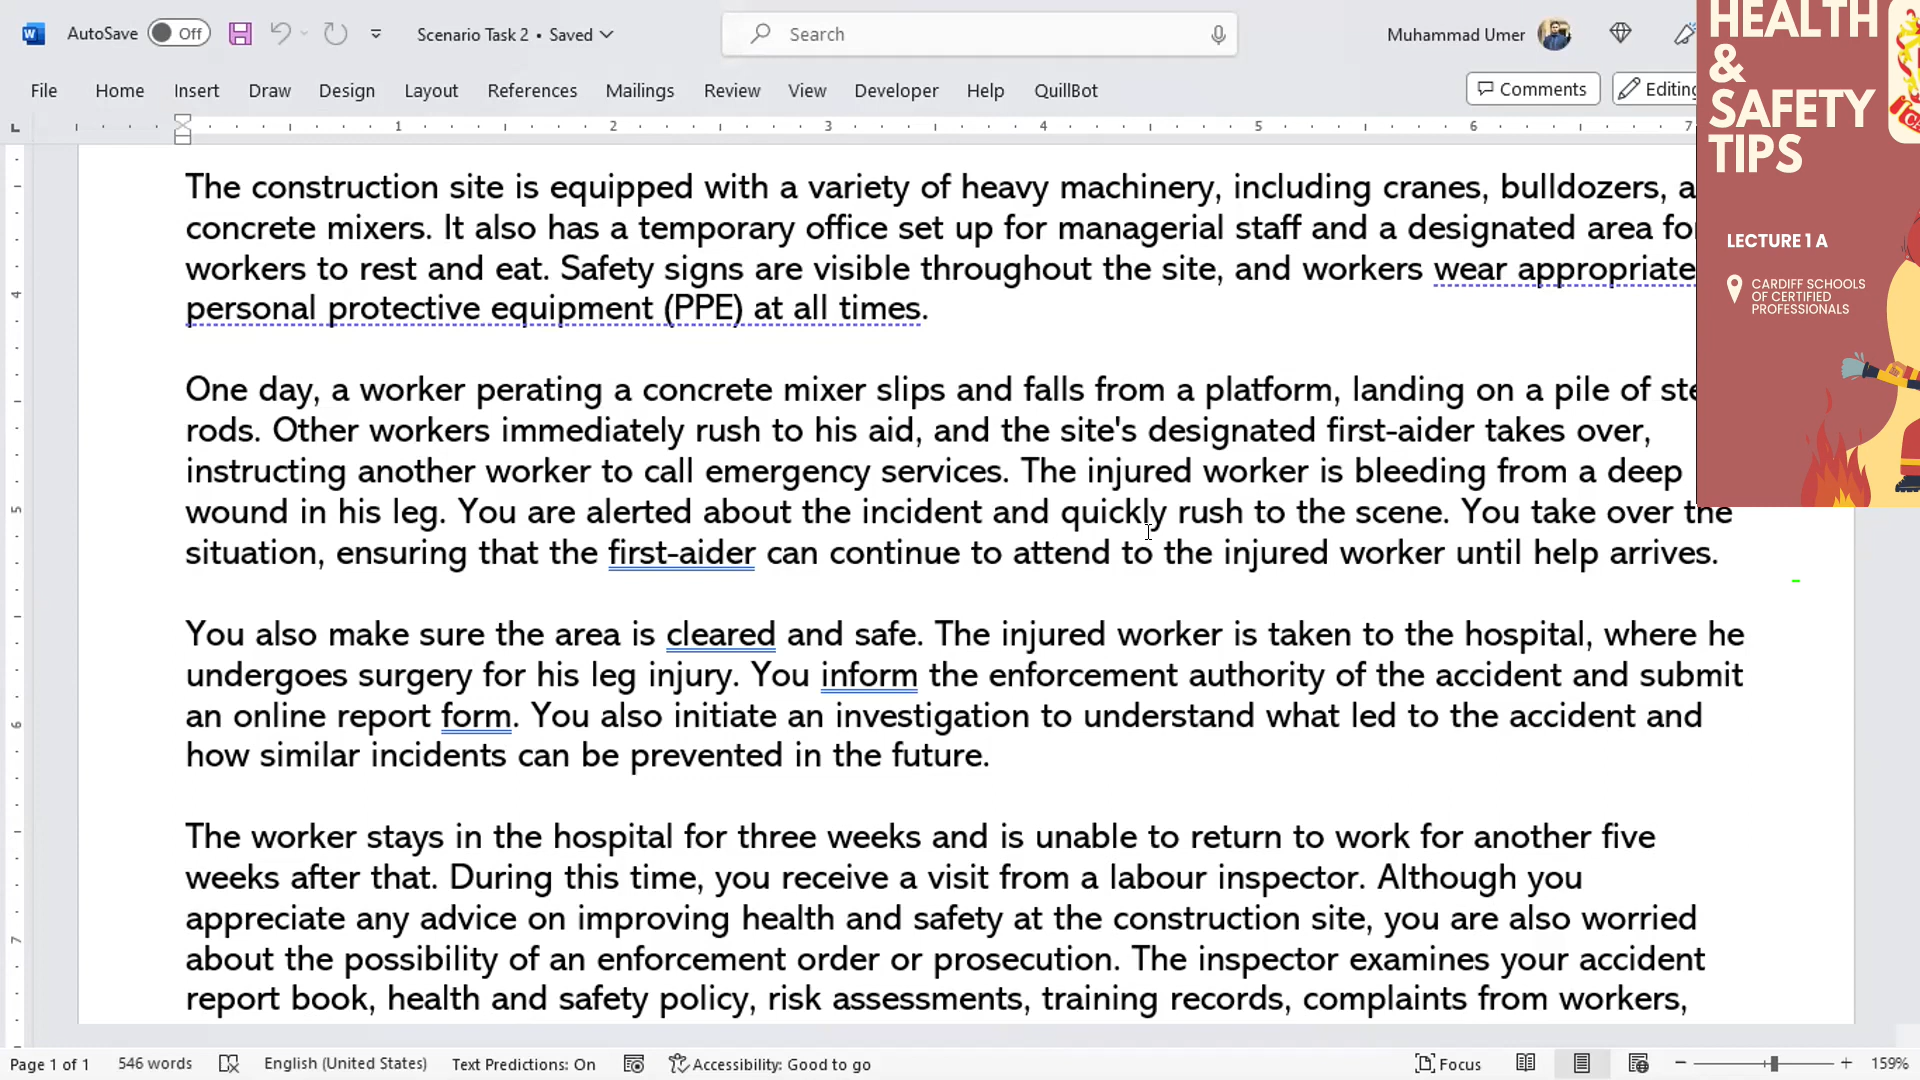 AutoSave Off Scenario Task 2 • Saved Search Muhammad Umer
File Home Insert Draw Design Layout References Mailings Review View Developer Help QuillBot Comments Editing
1 2 3 4 5 6 7
The construction site is equipped with a variety of heavy machinery, including cranes, bulldozers, a
concrete mixers. It also has a temporary office set up for managerial staff and a designated area for
workers to rest and eat. Safety signs are visible throughout the site, and workers wear appropriate
personal protective equipment (PPE) at all times.
One day, a worker perating a concrete mixer slips and falls from a platform, landing on a pile of ste
rods. Other workers immediately rush to his aid, and the site's designated first-aider takes over,
instructing another worker to call emergency services. The injured worker is bleeding from a deep
wound in his leg. You are alerted about the incident and quickly rush to the scene. You take over the
situation, ensuring that the first-aider can continue to attend to the injured worker until help arrives.
You also make sure the area is cleared and safe. The injured worker is taken to the hospital, where he
undergoes surgery for his leg injury. You inform the enforcement authority of the accident and submit
an online report form. You also initiate an investigation to understand what led to the accident and
how similar incidents can be prevented in the future.
The worker stays in the hospital for three weeks and is unable to return to work for another five
weeks after that. During this time, you receive a visit from a labour inspector. Although you
appreciate any advice on improving health and safety at the construction site, you are also worried
about the possibility of an enforcement order or prosecution. The inspector examines your accident
report book, health and safety policy, risk assessments, training records, complaints from workers,
4
5
6
7
HEALTH
&
SAFETY
TIPS
LECTURE 1 A
CARDIFF SCHOOLS
OF CERTIFIED
PROFESSIONALS
Page 1 of 1 546 words English (United States) Text Predictions: On Accessibility: Good to go Focus 159%